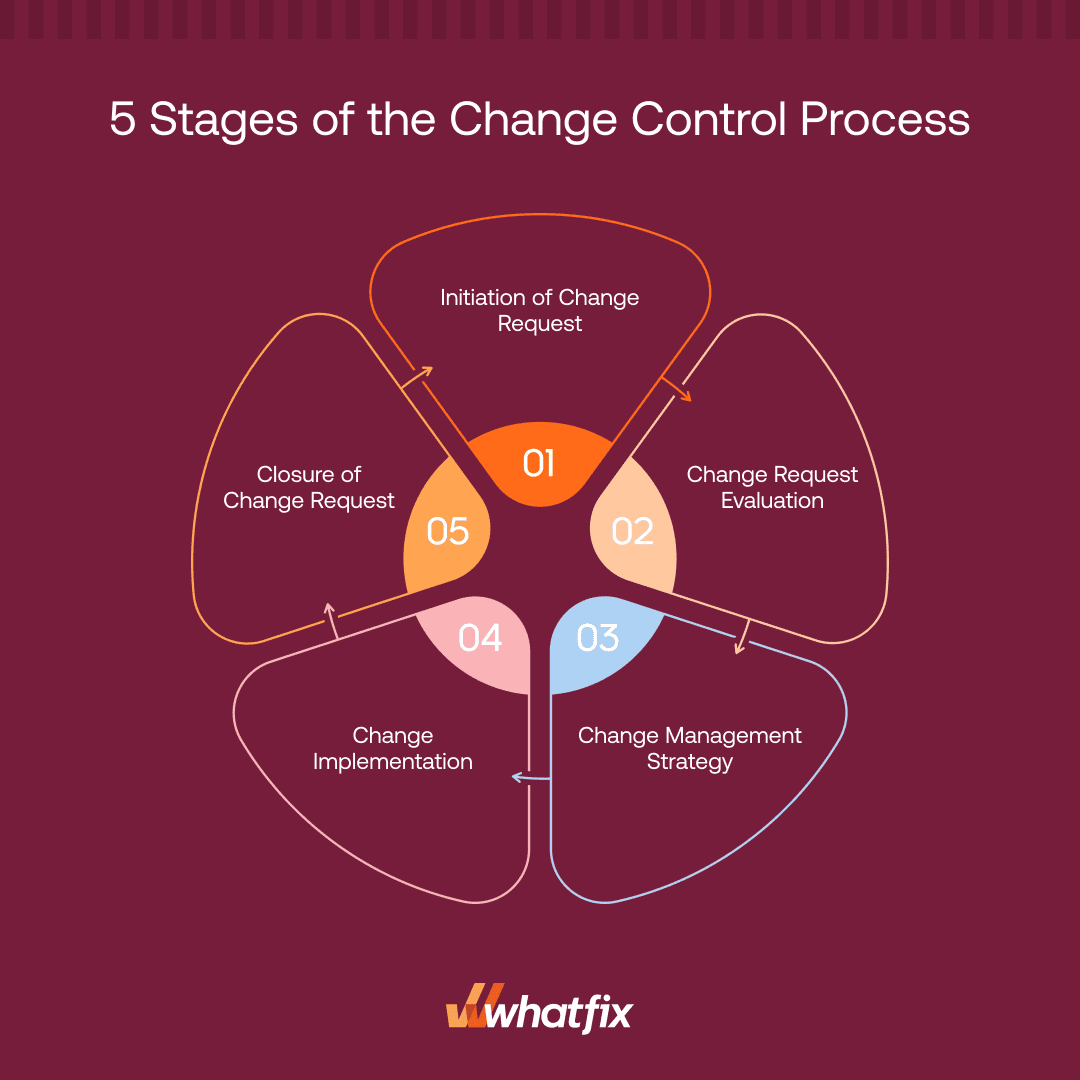 5 Stages of the Change Control Process
Initiation of Change
Request
01
Change Request
Evaluation
02
Change Management
Strategy
03
Change
Implementation
04
Closure of
Change Request
05
whatfix